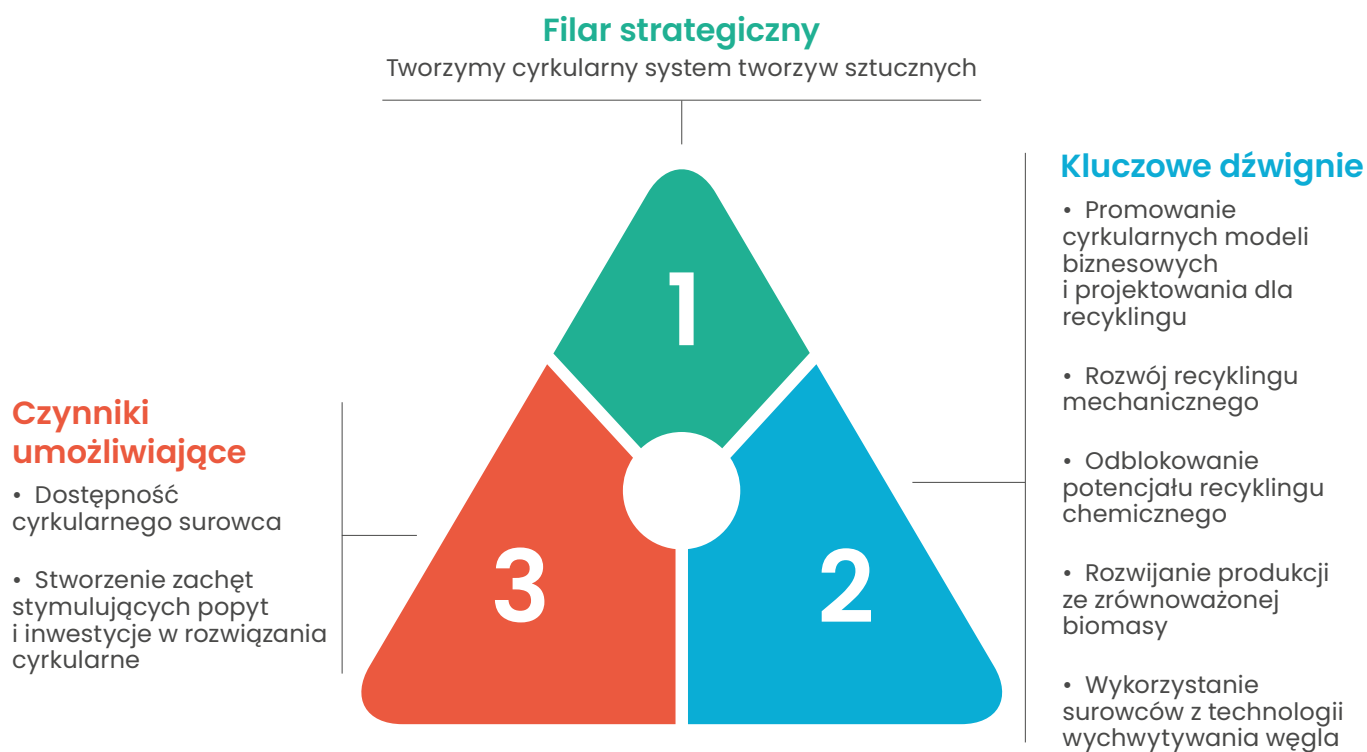 Filar strategiczny
Tworzymy cyrkularny system tworzyw sztucznych
1
Kluczowe dźwignie
• Promowanie
cyrkularnych modeli
biznesowych
i projektowania dla
recyklingu
• Rozwój recyklingu
mechanicznego
• Odblokowanie
potencjału recyklingu
chemicznego
• Rozwijanie produkcji
ze zrównoważonej
biomasy
• Wykorzystanie
surowców z technologii
wychwytywania węgla
2
Czynniki
umożliwiające
• Dostępność
cyrkularnego surowca
• Stworzenie zachęt
stymulujących popyt
i inwestycje w rozwiązania
cyrkularne
3